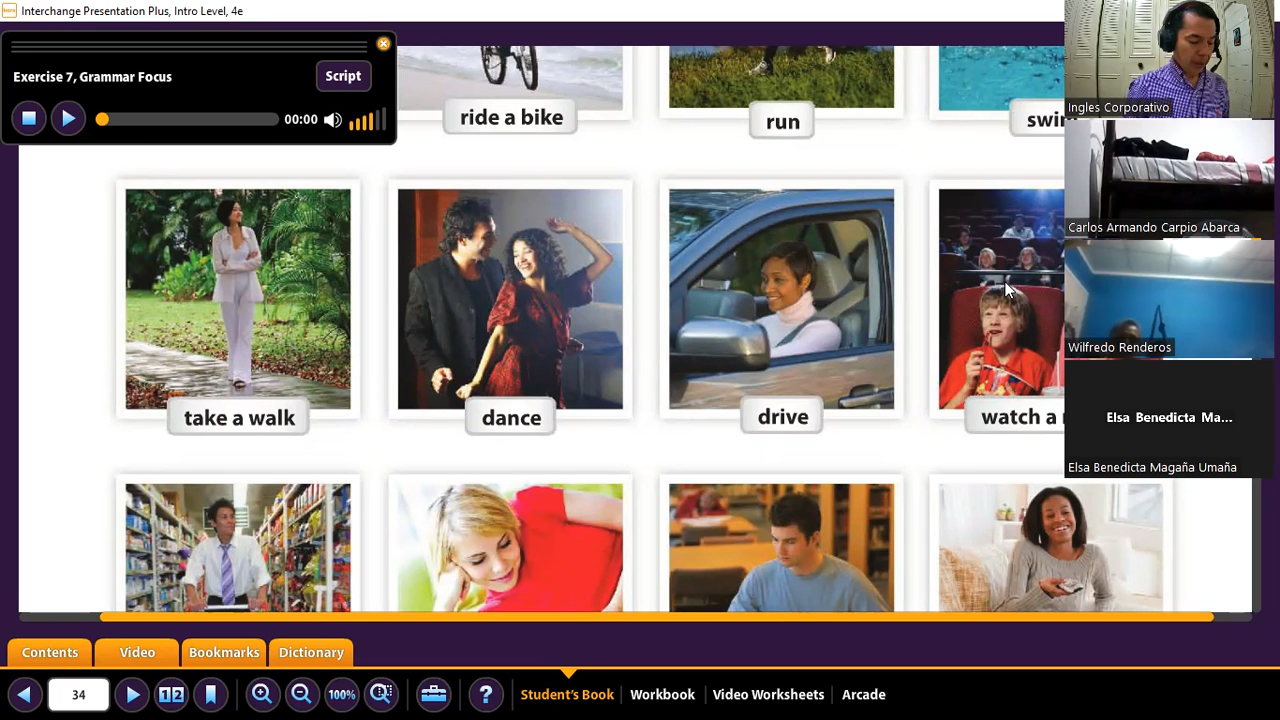 Interchange Presentation Plus, Intro Level, 4e
Exercise 7, Grammar Focus
Script
00:00
ride a bike
run
take a walk
dance
drive
watch a
Ingles Corporativo
Carlos Armando Carpio Abarca
Wilfredo Renderos
Elsa Benedicta Ma...
Elsa Benedicta Magaña Umaña
Contents
Video
Bookmarks
Dictionary
34
1 2
100%
?
Student's Book
Workbook
Video Worksheets
Arcade